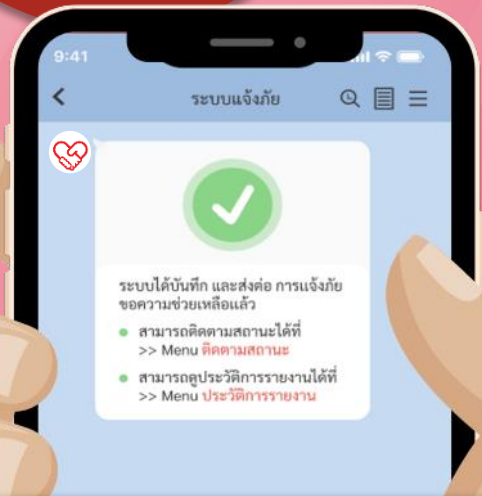 9:41
ระบบแจ้งภัย
ระบบได้บันทึก และส่งต่อ การแจ้งภัย
ขอความช่วยเหลือแล้ว
สามารถติดตามสถานะได้ที่
>> Menu ติดตามสถานะ
สามารถดูประวัติการรายงานได้ที่
>> Menu ประวัติการรายงาน